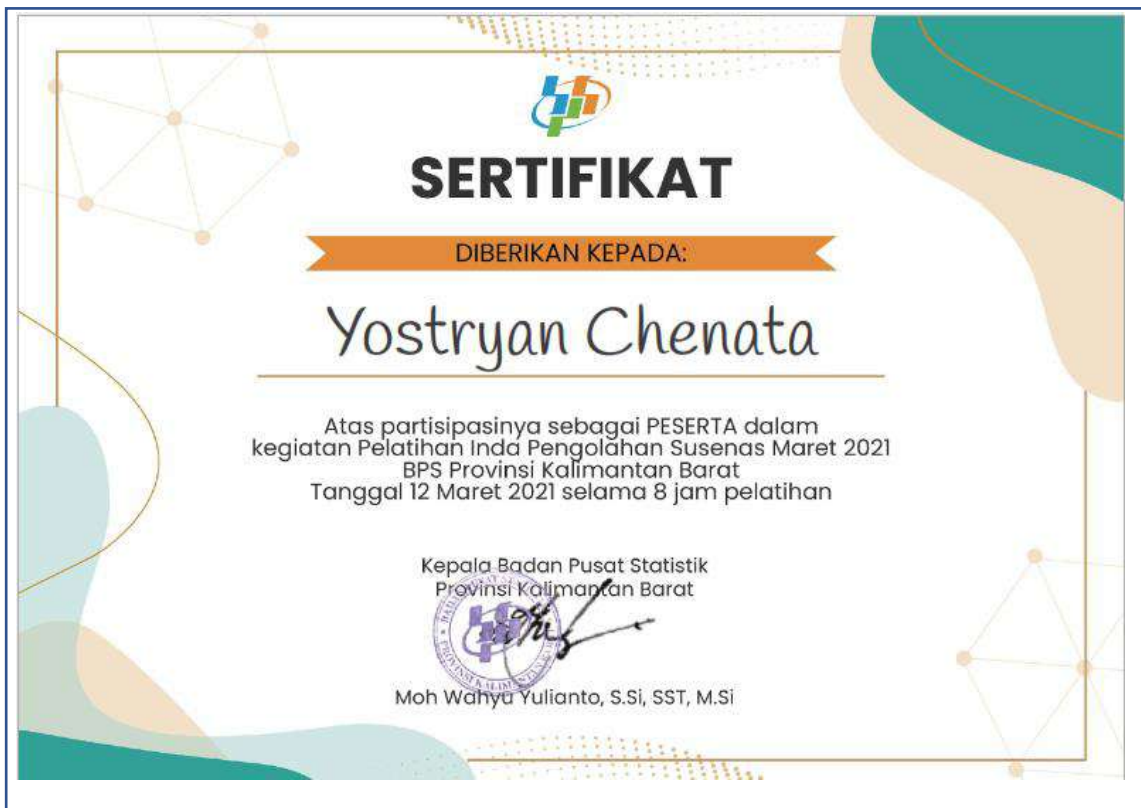 SERTIFIKAT
DIBERIKAN KEPADA:
Yostryan Chenata
Atas partisipasinya sebagai PESERTA dalam
kegiatan Pelatihan Inda Pengolahan Susenas Maret 2021
BPS Provinsi Kalimantan Barat
Tanggal 12 Maret 2021 selama 8 jam pelatihan
Kepala Badan Pusat Statistik
Provinsi Kalimantan Barat
PROVINSI KALIMANTAN
Moh Wahyu Yulianto, S.Si, SST, M.Si